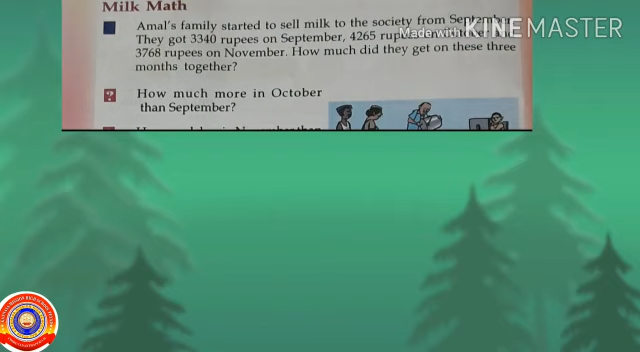 Milk Math
Amal's family started to sell milk to the society from September.
They got 3340 rupees on September, 4265
3768 rupees on November. How much did they get on these three
months together?
How much more in October
than September?
Made with KINEMASTER